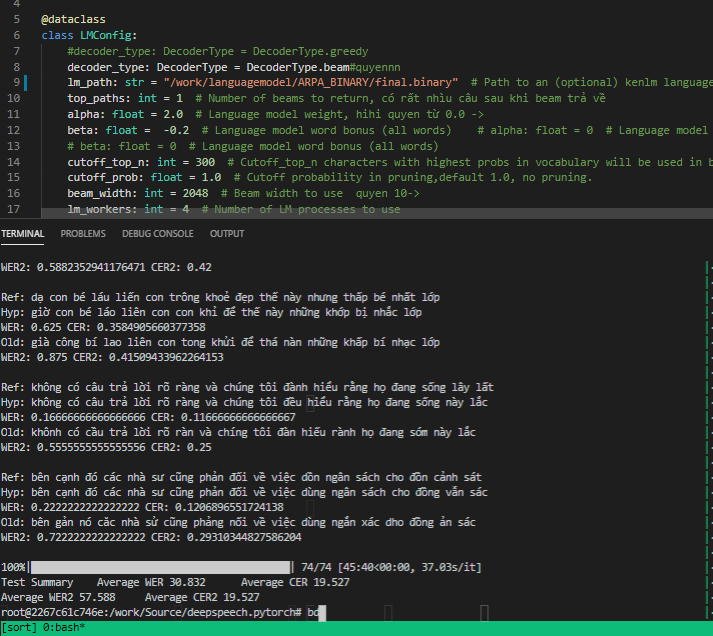 4
5 @dataclass
6 class LMConfig:
7 #decoder_type: DecoderType = DecoderType.greedy
8 decoder_type: DecoderType = DecoderType.beam#quyennn
9 lm_path: str = "/work/languagemodel/ARPA_BINARY/final.binary" # Path to an (optional) kenlm language
10 top_paths: int = 1 # Number of beams to return, có rất nhìu câu sau khi beam trả về
11 alpha: float = 2.0 # Language model weight, hihi quyen từ 0.0 ->
12 beta: float = -0.2 # Language model word bonus (all words) # alpha: float = 0 # Language model
13 # beta: float = 0 # Language model word bonus (all words)
14 cutoff_top_n: int = 300 # Cutoff_top_n characters with highest probs in vocabulary will be used in b
15 cutoff_prob: float = 1.0 # Cutoff probability in pruning,default 1.0, no pruning.
16 beam_width: int = 2048 # Beam width to use quyen 10->
17 lm_workers: int = 4 # Number of LM processes to use
TERMINAL PROBLEMS DEBUG CONSOLE OUTPUT
WER2: 0.5882352941176471 CER2: 0.42
Ref: dạ con bé láu liến con trông khoẻ đẹp thế này nhưng thấp bé nhất lớp
Hyp: giờ con bé láo liên con con khỉ để thế này những khớp bị nhắc lớp
WER: 0.625 CER: 0.3584905660377358
Old: già công bí lao liên con tong khửi để thá nàn những khấp bí nhạc lớp
WER2: 0.875 CER2: 0.41509433962264153
Ref: không có câu trả lời rõ ràng và chúng tôi đành hiểu rằng họ đang sống lây lất
Hyp: không có câu trả lời rõ ràng và chúng tôi đều hiểu rằng họ đang sống này lắc
WER: 0.16666666666666666 CER: 0.11666666666666667
Old: khônh có cầu trả lời rõ ràn và chíng tôi đàn hiếu rành họ đang sóm này lắc
WER2: 0.5555555555555556 CER2: 0.25
Ref: bên cạnh đó các nhà sư cũng phản đối về việc dồn ngân sách cho đồn cảnh sát
Hyp: bên cạnh đó các nhà sư cũng phản đối về việc dùng ngân sách cho đồng vẫn sác
WER: 0.2222222222222222 CER: 0.1206896551724138
Old: bên gản nó căc nhà sử cũng phảng nối về việc dùng ngắn xác dho đồng ản sác
WER2: 0.7222222222222222 CER2: 0.29310344827586204
100%| | 74/74 [45:40<00:00, 37.03s/it]
Test Summary Average WER 30.832 Average CER 19.527
Average WER2 57.588 Average CER2 19.527
root@2267c61c746e:/work/Source/deepspeech.pytorch# bd
[sort] 0:bash*